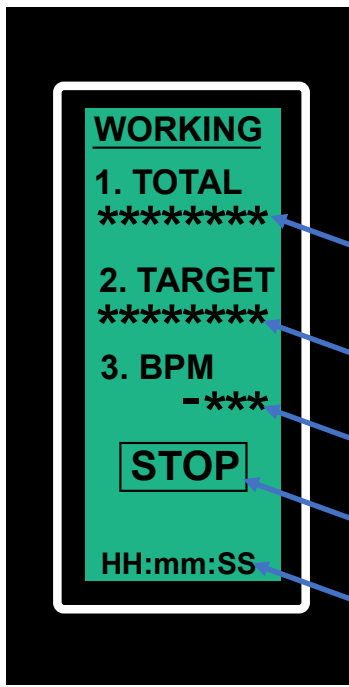 WORKING
1. TOTAL
********
2. TARGET
********
3. BPM
-***
STOP
HH:mm:SS